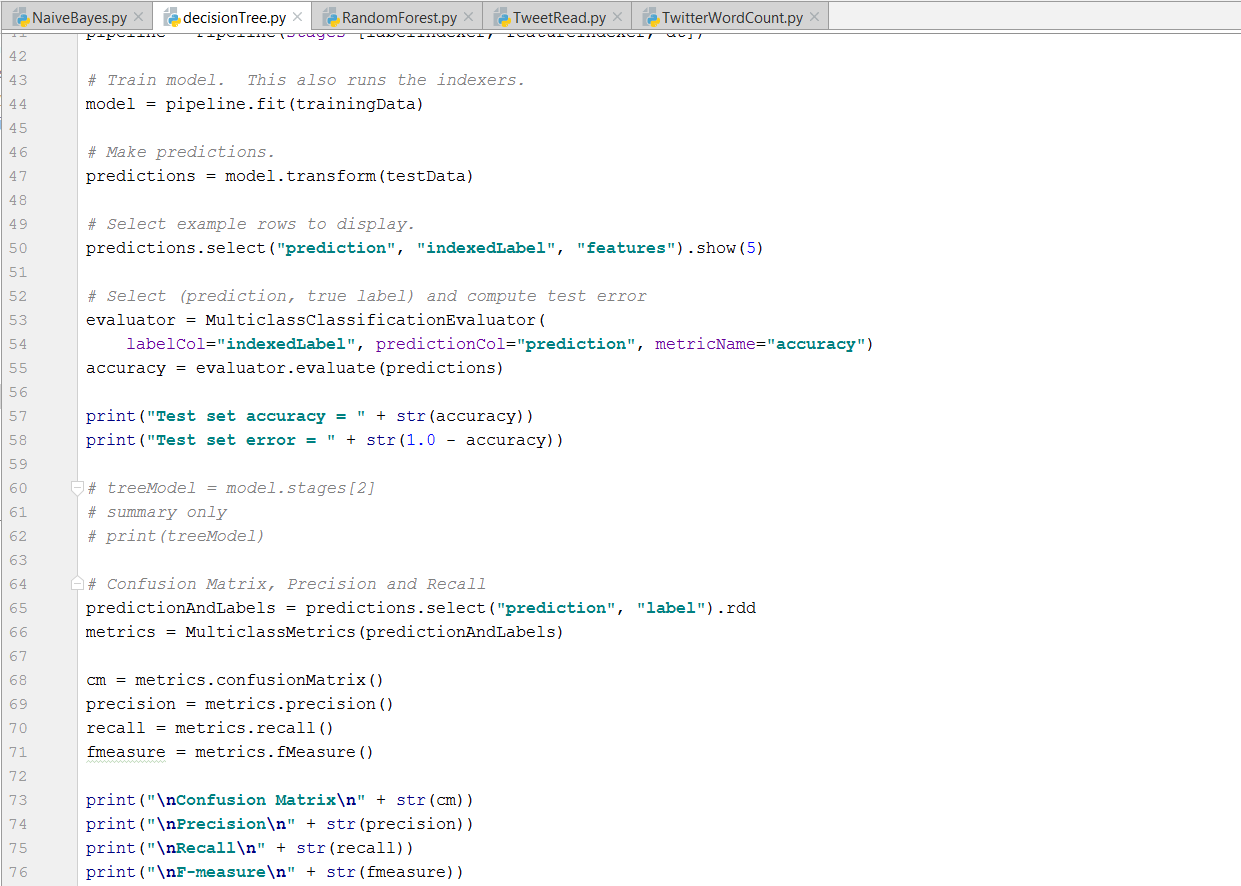 NaiveBayes.py decisionTree.py RandomForest.py TweetRead.py TwitterWordCount.py
41 pipeline = Pipeline(stages=[labelIndexer, featureIndexer, dt])
42
43 # Train model.  This also runs the indexers.
44 model = pipeline.fit(trainingData)
45
46 # Make predictions.
47 predictions = model.transform(testData)
48
49 # Select example rows to display.
50 predictions.select("prediction", "indexedLabel", "features").show(5)
51
52 # Select (prediction, true label) and compute test error
53 evaluator = MulticlassClassificationEvaluator(
54     labelCol="indexedLabel", predictionCol="prediction", metricName="accuracy")
55 accuracy = evaluator.evaluate(predictions)
56
57 print("Test set accuracy = " + str(accuracy))
58 print("Test set error = " + str(1.0 - accuracy))
59
60 # treeModel = model.stages[2]
61 # summary only
62 # print(treeModel)
63
64 # Confusion Matrix, Precision and Recall
65 predictionAndLabels = predictions.select("prediction", "label").rdd
66 metrics = MulticlassMetrics(predictionAndLabels)
67
68 cm = metrics.confusionMatrix()
69 precision = metrics.precision()
70 recall = metrics.recall()
71 fmeasure = metrics.fMeasure()
72
73 print("\nConfusion Matrix\n" + str(cm))
74 print("\nPrecision\n" + str(precision))
75 print("\nRecall\n" + str(recall))
76 print("\nF-measure\n" + str(fmeasure))